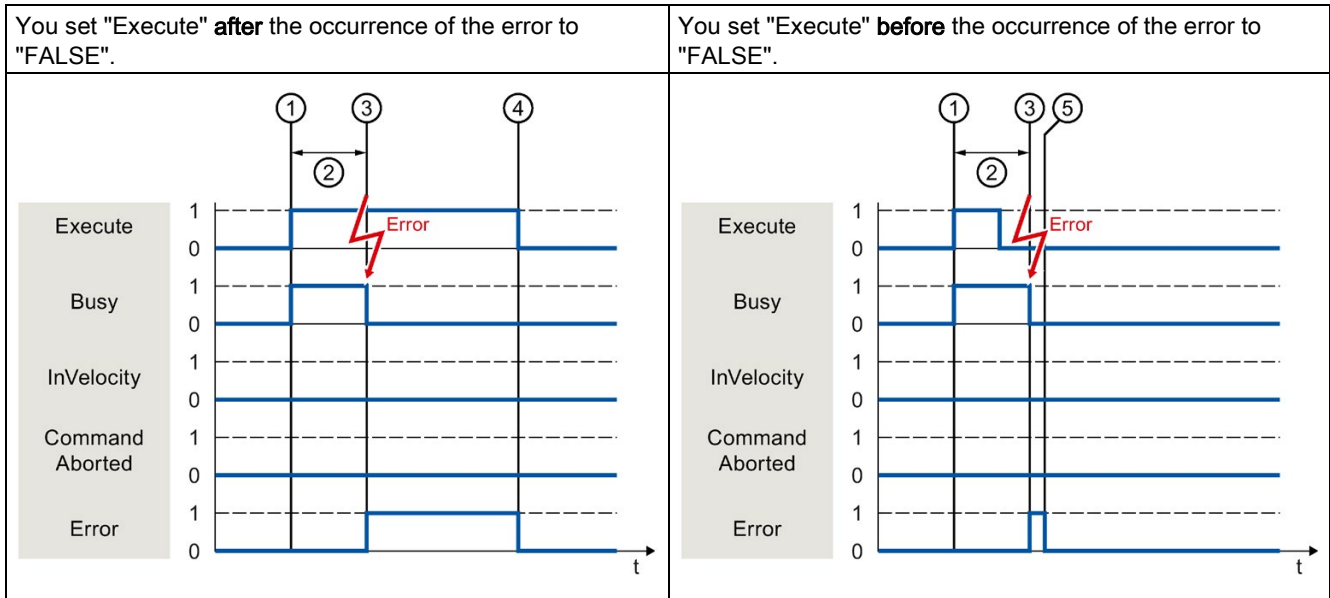 You set "Execute" after the occurrence of the error to
"FALSE".
1 3 4
2
Execute 1
0
Error
Busy 1
0
InVelocity 1
0
Command
Aborted 1
0
Error 1
0
t
You set "Execute" before the occurrence of the error to
"FALSE".
1 3 5
2
Execute 1
0
Error
Busy 1
0
InVelocity 1
0
Command
Aborted 1
0
Error 1
0
t